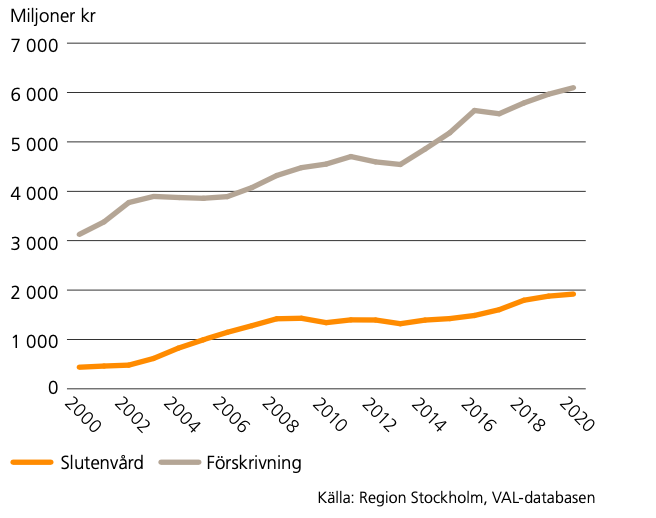 Miljoner kr
7 000
6 000
5 000
4 000
3 000
2 000
1 000
0
2000 2002 2004 2006 2008 2010 2012 2014 2016 2018 2020
Slutenvård Förskrivning
Källa: Region Stockholm, VAL-databasen